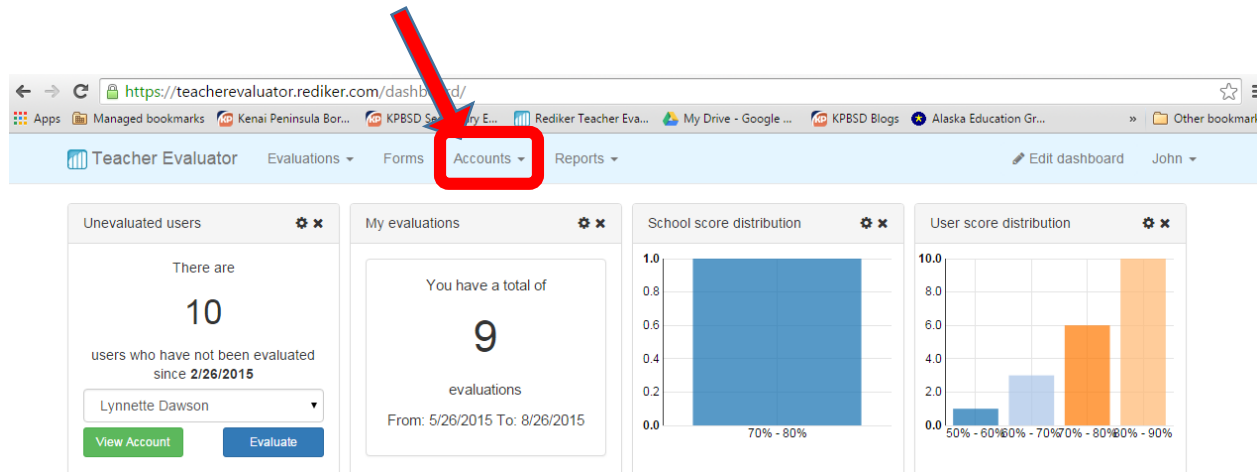 https://teacherevaluator.rediker.com/dashboard/
Apps Managed bookmarks Kenai Peninsula Bor... KPBSD Secondary E... Rediker Teacher Eva... My Drive - Google ... KPBSD Blogs Alaska Education Gr... » Other bookmark
Teacher Evaluator Evaluations Forms Accounts Reports Edit dashboard John
Unevaluated users
There are
10
users who have not been evaluated
since 2/26/2015
Lynnette Dawson
View Account Evaluate
My evaluations
You have a total of
9
evaluations
From: 5/26/2015 To: 8/26/2015
School score distribution
1.0
0.8
0.6
0.4
0.2
0.0
70% - 80%
User score distribution
10.0
8.0
6.0
4.0
2.0
0.0
50% - 60% 60% - 70% 70% - 80% 80% - 90%